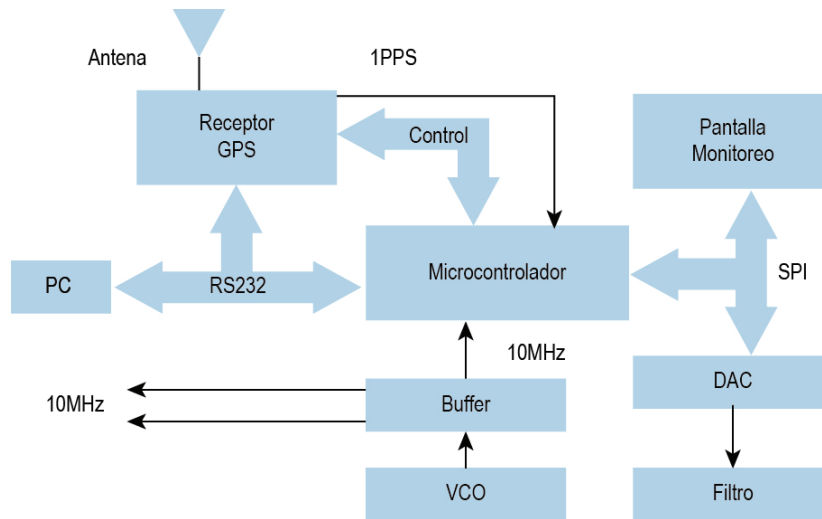 Antena
1PPS
Receptor
GPS
Control
Pantalla
Monitoreo
Microcontrolador
PC
RS232
SPI
10MHz
10MHz
Buffer
DAC
VCO
Filtro